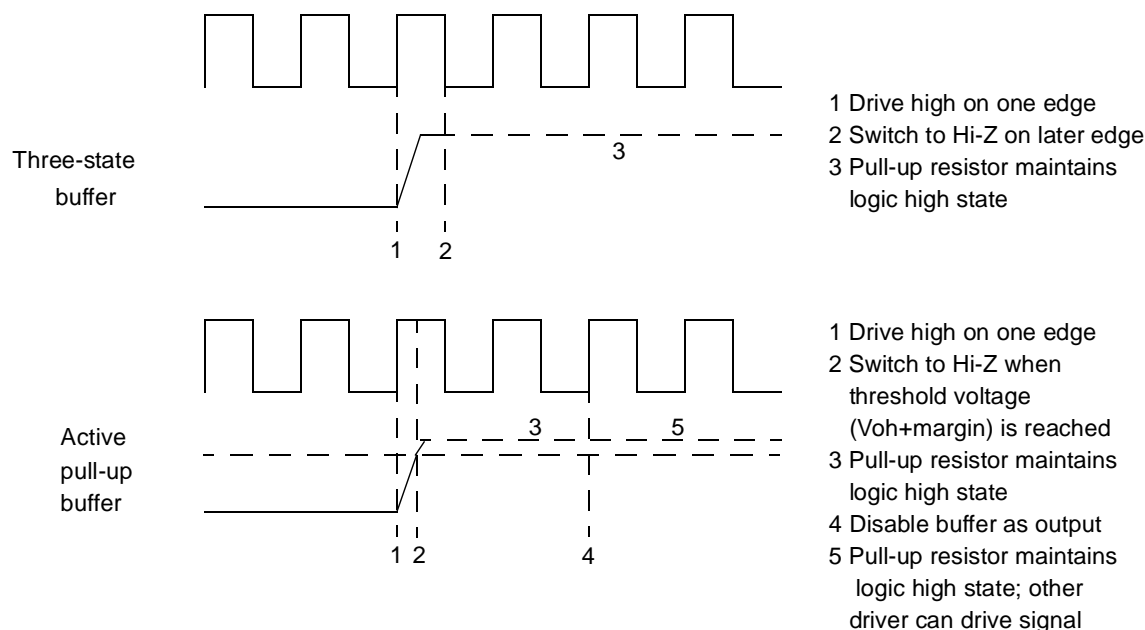 Three-state
buffer
3
1 2
1 Drive high on one edge
2 Switch to Hi-Z on later edge
3 Pull-up resistor maintains
logic high state
Active
pull-up
buffer
3 5
1 2 4
1 Drive high on one edge
2 Switch to Hi-Z when
threshold voltage
(Voh+margin) is reached
3 Pull-up resistor maintains
logic high state
4 Disable buffer as output
5 Pull-up resistor maintains
logic high state; other
driver can drive signal